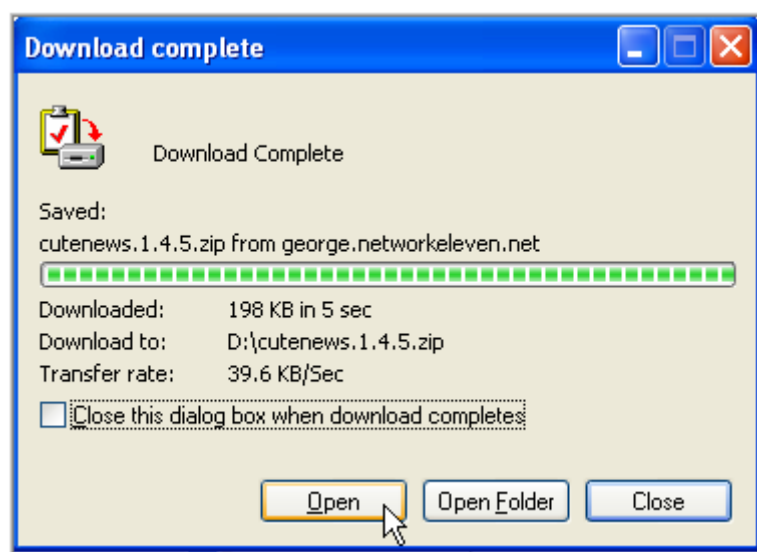 Download complete
Download Complete
Saved:
cutenews.1.4.5.zip from george.networkeleven.net
Downloaded: 198 KB in 5 sec
Download to: D:\cutenews.1.4.5.zip
Transfer rate: 39.6 KB/Sec
Close this dialog box when download completes
Open Open Folder Close